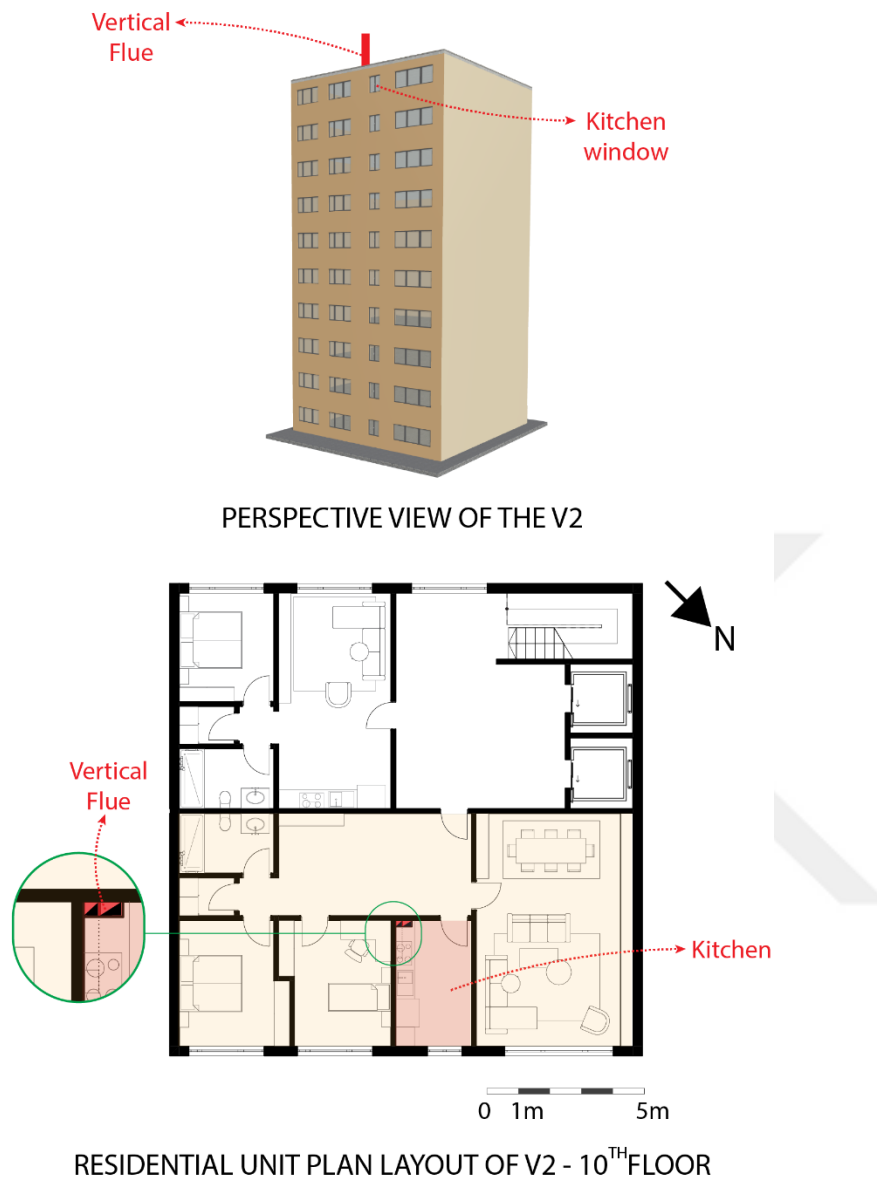 Vertical
Flue
Kitchen
window
PERSPECTIVE VIEW OF THE V2
N
Vertical
Flue
Kitchen
0 1m 5m
RESIDENTIAL UNIT PLAN LAYOUT OF V2 - 10TH FLOOR